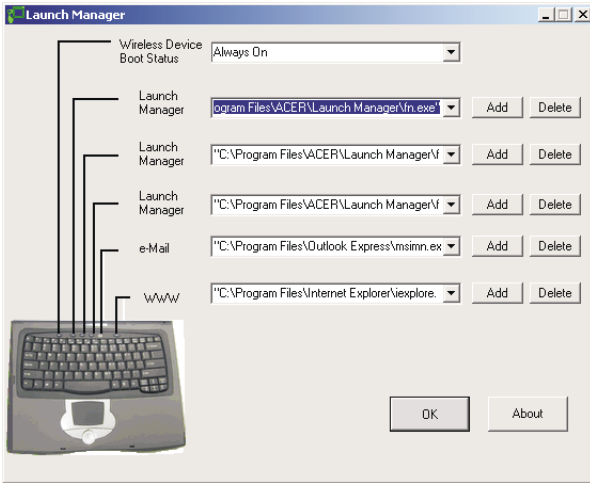 Launch Manager
Wireless Device
Boot Status
Always On
Launch
Manager
ogram Files\ACER\Launch Manager\fn.exe"
Add
Delete
Launch
Manager
"C:\Program Files\ACER\Launch Manager\f
Add
Delete
Launch
Manager
"C:\Program Files\ACER\Launch Manager\f
Add
Delete
e-Mail
"C:\Program Files\Outlook Express\msimn.ex
Add
Delete
WWW
"C:\Program Files\Internet Explorer\iexplore.
Add
Delete
OK
About